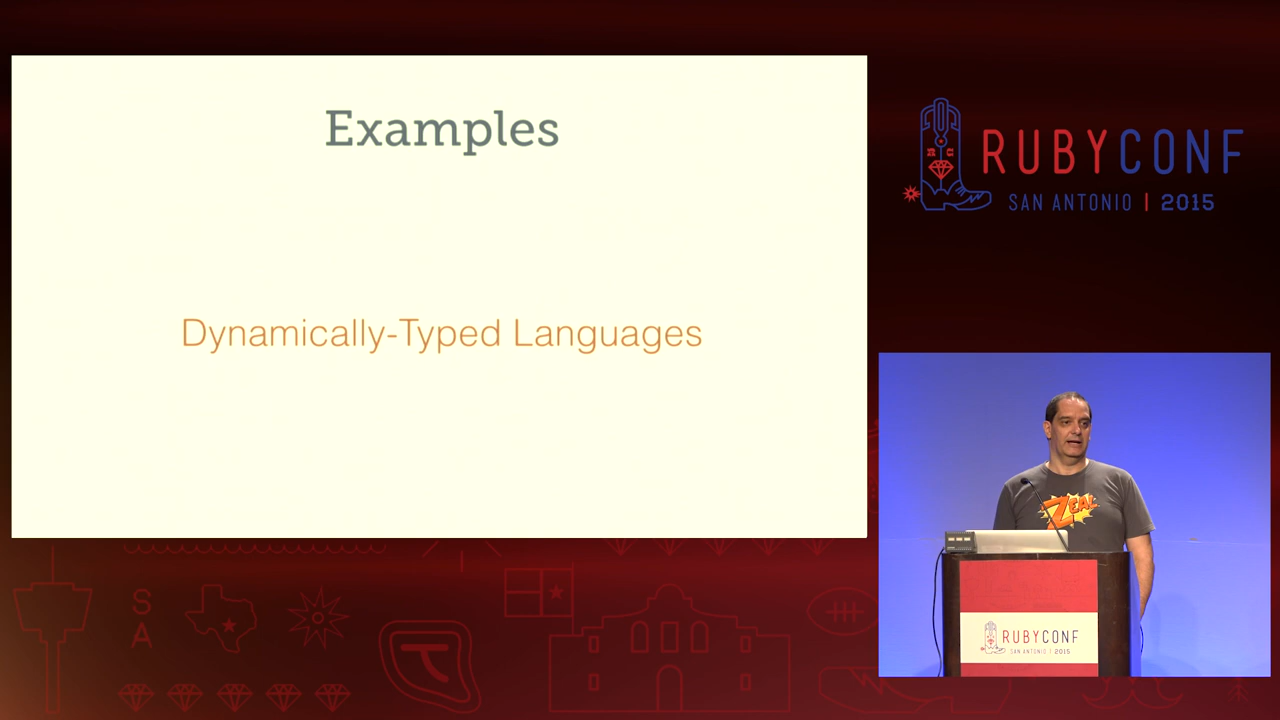 Examples
Dynamically-Typed Languages
RUBYCONF
SAN ANTONIO | 2015
ZEAL
RUBYCONF
SAN ANTONIO | 2015
S
A